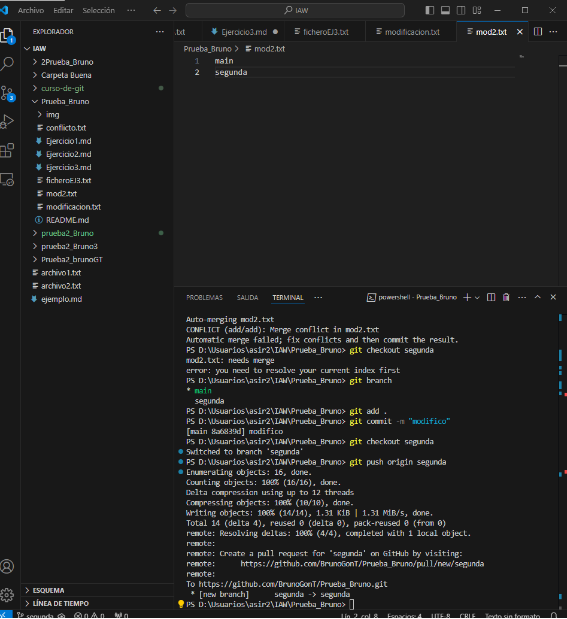 Archivo Editar Selección ··· IAW
EXPLORADOR ···
.txt Ejercicio3.md ficheroEJ3.txt modificacion.txt mod2.txt ···
IAW
2Prueba_Bruno
Carpeta Buena
curso-de-git
Prueba_Bruno
img
conflicto.txt
Ejercicio1.md
Ejercicio2.md
Ejercicio3.md
ficheroEJ3.txt
mod2.txt
modificacion.txt
README.md
prueba2_Bruno
prueba2_Bruno3
Prueba2_brunoGT
archivo1.txt
archivo2.txt
ejemplo.md
ESQUEMA
LÍNEA DE TIEMPO
1
3
Prueba_Bruno > mod2.txt
1 main
2 segunda
PROBLEMAS SALIDA TERMINAL ··· powershell - Prueba_Bruno
Auto-merging mod2.txt
CONFLICT (add/add): Merge conflict in mod2.txt
Automatic merge failed; fix conflicts and then commit the result.
PS D:\Usuarios\asir2\IAW\Prueba_Bruno> git checkout segunda
mod2.txt: needs merge
error: you need to resolve your current index first
PS D:\Usuarios\asir2\IAW\Prueba_Bruno> git branch
* main
segunda
PS D:\Usuarios\asir2\IAW\Prueba_Bruno> git add .
PS D:\Usuarios\asir2\IAW\Prueba_Bruno> git commit -m "modifico"
[main 8a6839d] modifico
PS D:\Usuarios\asir2\IAW\Prueba_Bruno> git checkout segunda
Switched to branch 'segunda'
PS D:\Usuarios\asir2\IAW\Prueba_Bruno> git push origin segunda
Enumerating objects: 16, done.
Counting objects: 100% (16/16), done.
Delta compression using up to 12 threads
Compressing objects: 100% (10/10), done.
Writing objects: 100% (14/14), 1.31 KiB | 1.31 MiB/s, done.
Total 14 (delta 4), reused 0 (delta 0), pack-reused 0 (from 0)
remote: Resolving deltas: 100% (4/4), completed with 1 local object.
remote:
remote: Create a pull request for 'segunda' on GitHub by visiting:
remote: https://github.com/BrunoGonT/Prueba_Bruno/pull/new/segunda
remote:
To https://github.com/BrunoGonT/Prueba_Bruno.git
* [new branch] segunda -> segunda
PS D:\Usuarios\asir2\IAW\Prueba_Bruno>
segunda 0 0 0 Lín. 2, col. 8 Espacios: 4 UTF-8 CRLF Texto sin formato